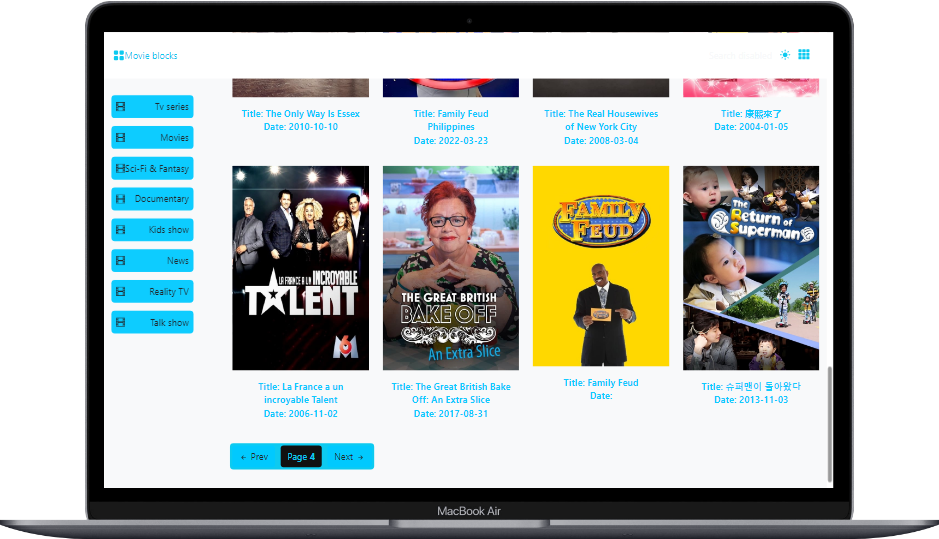 Movie blocks
Tv series
Movies
Sci-Fi & Fantasy
Documentary
Kids show
News
Reality TV
Talk show
Title: The Only Way Is Essex
Date: 2010-10-10
Title: Family Feud
Philippines
Date: 2022-03-23
Title: The Real Housewives
of New York City
Date: 2008-03-04
Title: 康熙來了
Date: 2004-01-05
LA FRANCE A UN INCROYABLE
TALENT
M6
THE GREAT BRITISH
BAKE OFF
An Extra Slice
FAMILY
FEUD
The
Return of
Superman
Title: La France a un
incroyable Talent
Date: 2006-11-02
Title: The Great British Bake
Off: An Extra Slice
Date: 2017-08-31
Title: Family Feud
Date:
Title: 슈퍼맨이 돌아왔다
Date: 2013-11-03
← Prev
Page 4
Next →
MacBook Air